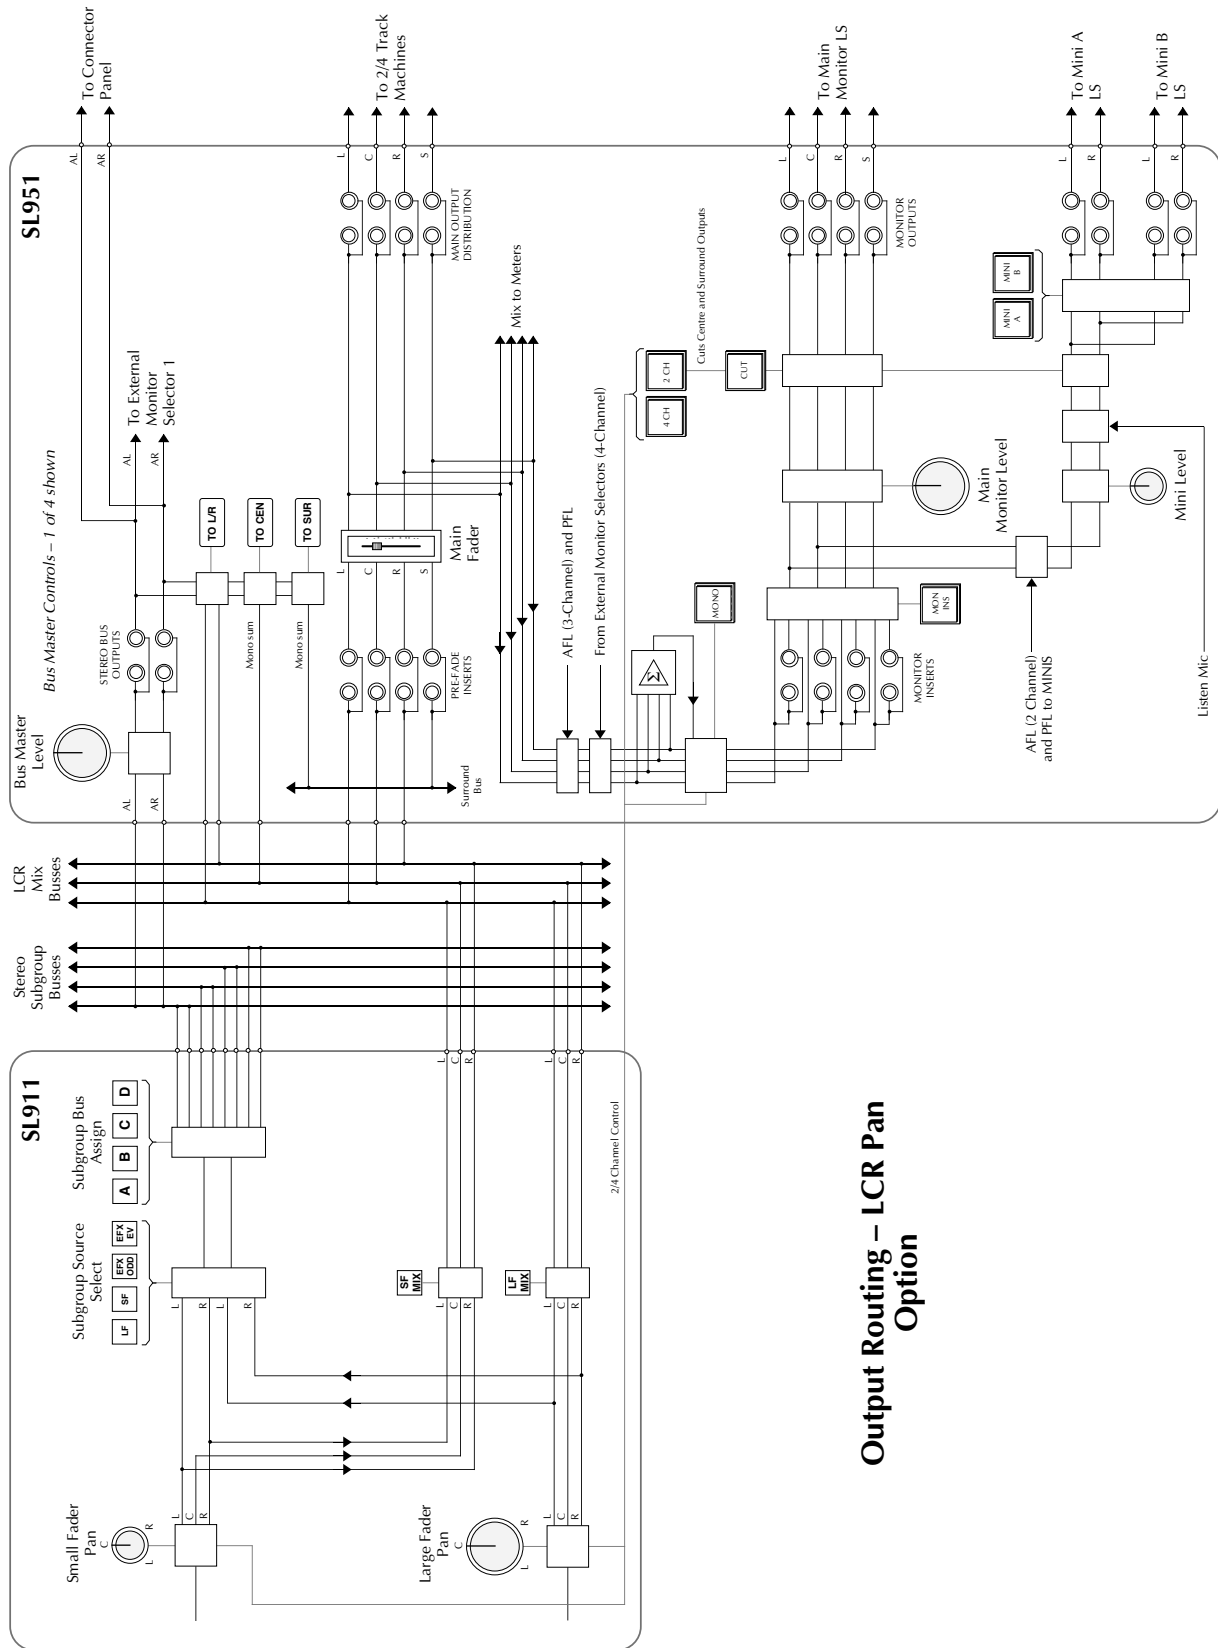 SL911
Small Fader
Pan
L
C
R
L
C
R
Large Fader
Pan
L
C
R
L
C
R
Subgroup Source
Select
LF
SF
EFX
ODD
EFX
EV
L
R
L
R
Subgroup Bus
Assign
A
B
C
D
SF
MIX
L
C
R
LF
MIX
L
C
R
L
C
R
L
C
R
2/4 Channel Control
Stereo
Subgroup
Busses
LCR
Mix
Busses
SL951
Bus Master Controls – 1 of 4 shown
Bus Master
Level
AL
AR
STEREO BUS
OUTPUTS
AL
AR
To External
Monitor
Selector 1
AL
AR
To Connector
Panel
TO L/R
Mono sum
TO CEN
Mono sum
TO SUR
Surround
Bus
PRE-FADE
INSERTS
L
C
R
S
Main
Fader
L
C
R
S
MAIN OUTPUT
DISTRIBUTION
To 2/4 Track
Machines
Mix to Meters
AFL (3-Channel) and PFL
From External Monitor Selectors (4-Channel)
Σ
MONO
4 CH
2 CH
Cuts Centre and Surround Outputs
CUT
MONITOR
INSERTS
MON
INS
Main
Monitor Level
L
C
R
S
MONITOR
OUTPUTS
To Main
Monitor LS
AFL (2 Channel)
and PFL to MINIS
Mini Level
Listen Mic
MINI
A
MINI
B
L
R
To Mini A
LS
L
R
To Mini B
LS
Output Routing – LCR Pan
Option